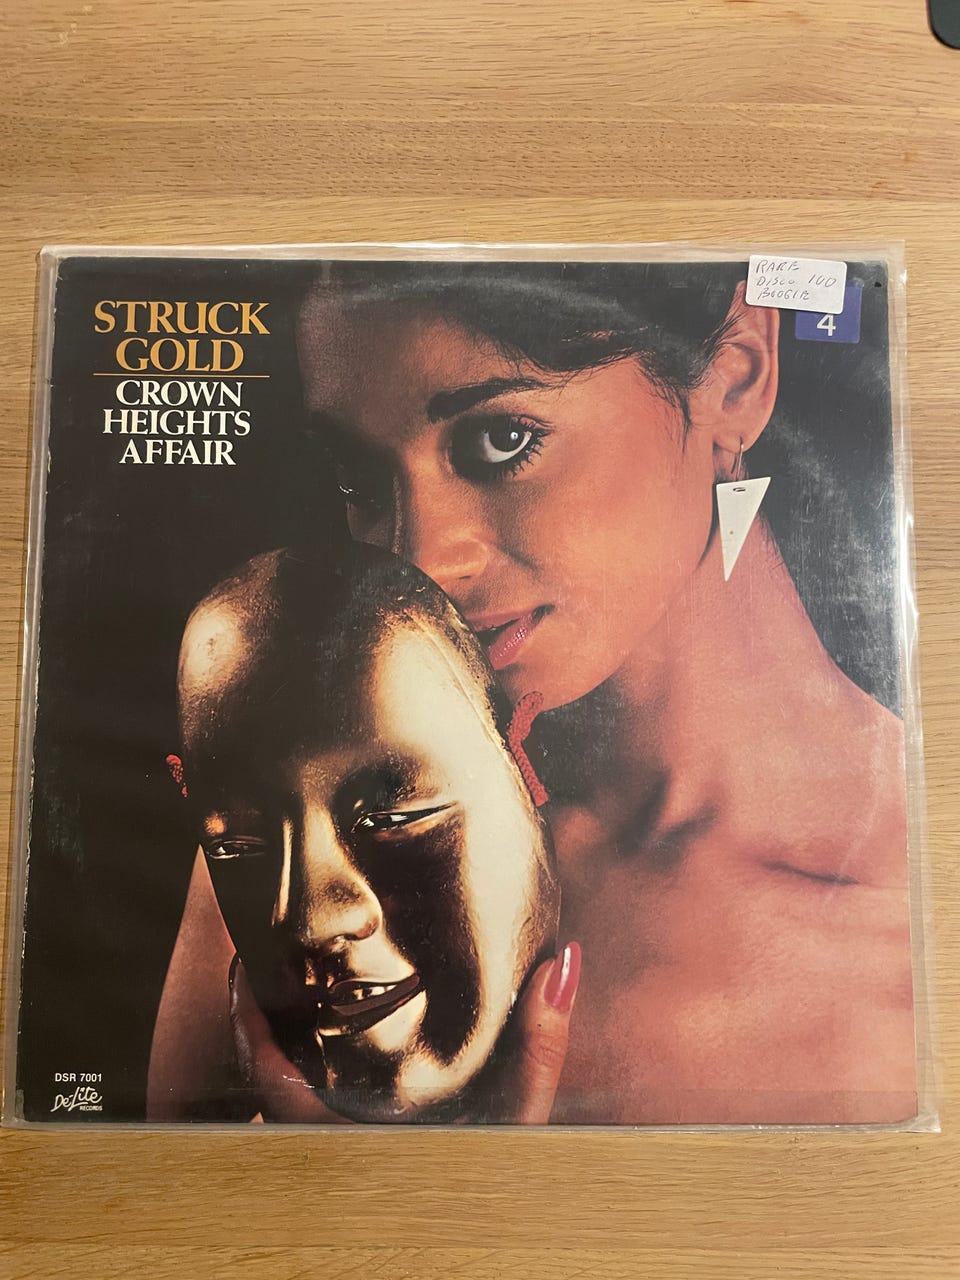 RARE
DISCO 100
BOOGIE
4
STRUCK
GOLD
CROWN
HEIGHTS
AFFAIR
DSR 7001
De-Lite
RECORDS